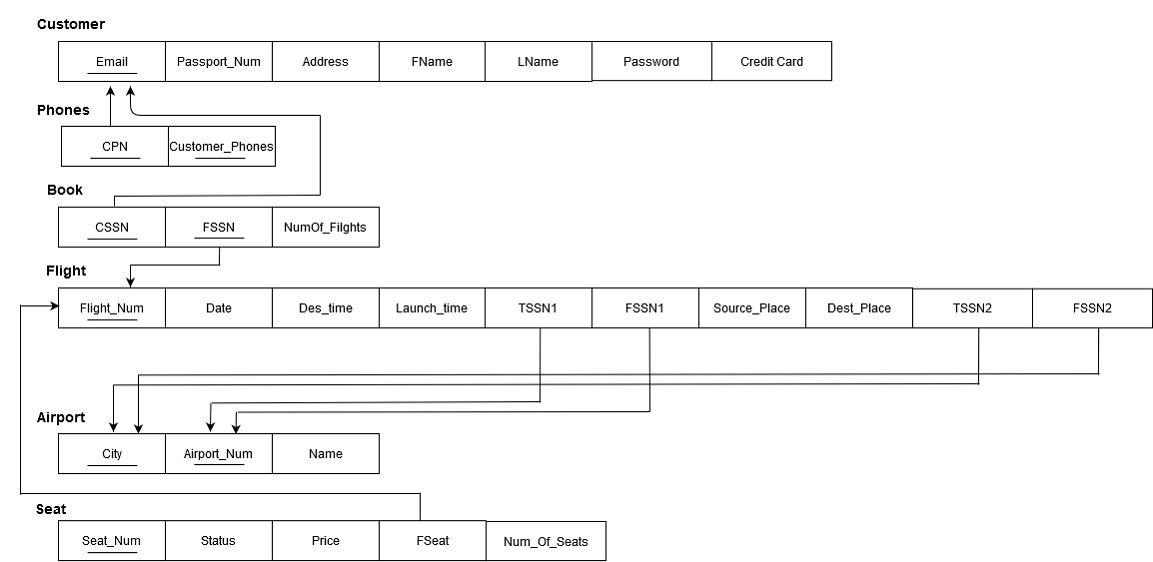 Customer
Email Passport_Num Address FName LName Password Credit Card
Phones
CPN Customer_Phones
Book
CSSN FSSN NumOf_Filghts
Flight
Flight_Num Date Des_time Launch_time TSSN1 FSSN1 Source_Place Dest_Place TSSN2 FSSN2
Airport
City Airport_Num Name
Seat
Seat_Num Status Price FSeat Num_Of_Seats